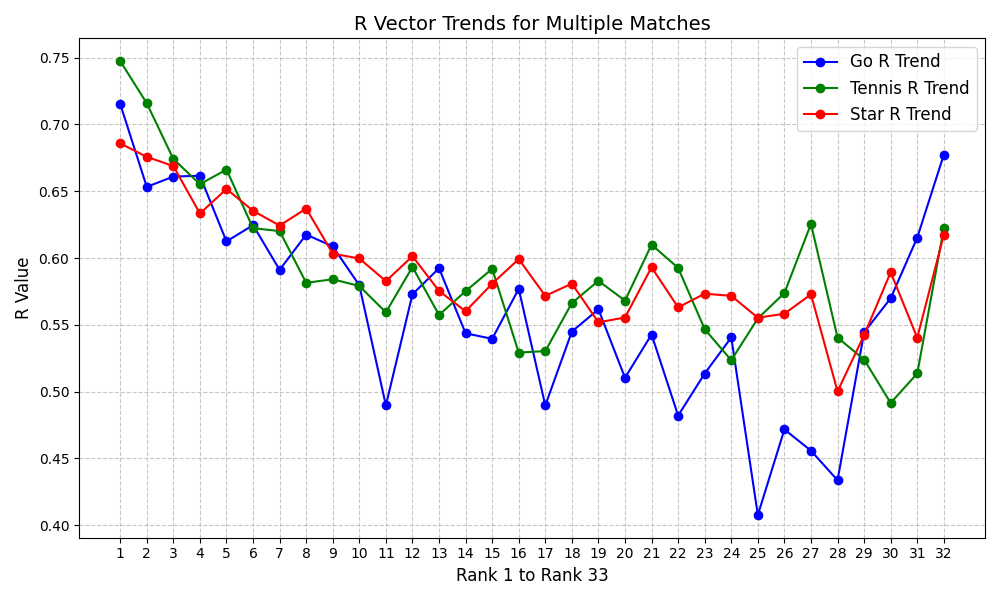 R Vector Trends for Multiple Matches
Go R Trend
Tennis R Trend
Star R Trend
R Value
0.75
0.70
0.65
0.60
0.55
0.50
0.45
0.40
1 2 3 4 5 6 7 8 9 10 11 12 13 14 15 16 17 18 19 20 21 22 23 24 25 26 27 28 29 30 31 32
Rank 1 to Rank 33